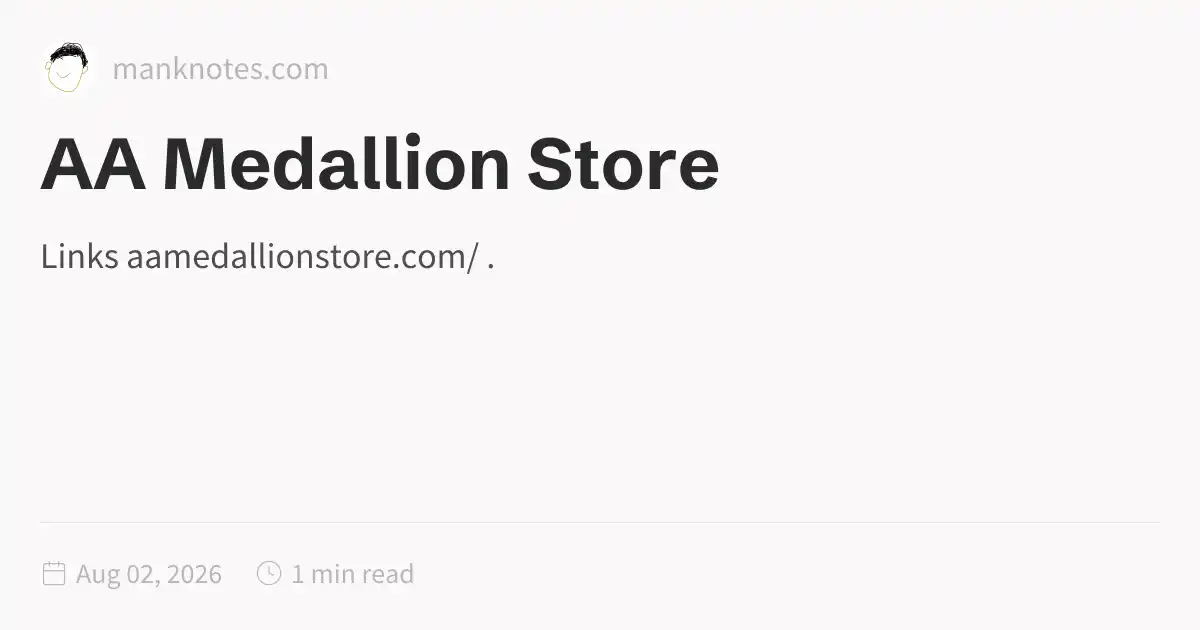 manknotes.com
AA Medallion Store
Links aamedallionstore.com/ .
Aug 02, 2026 1 min read